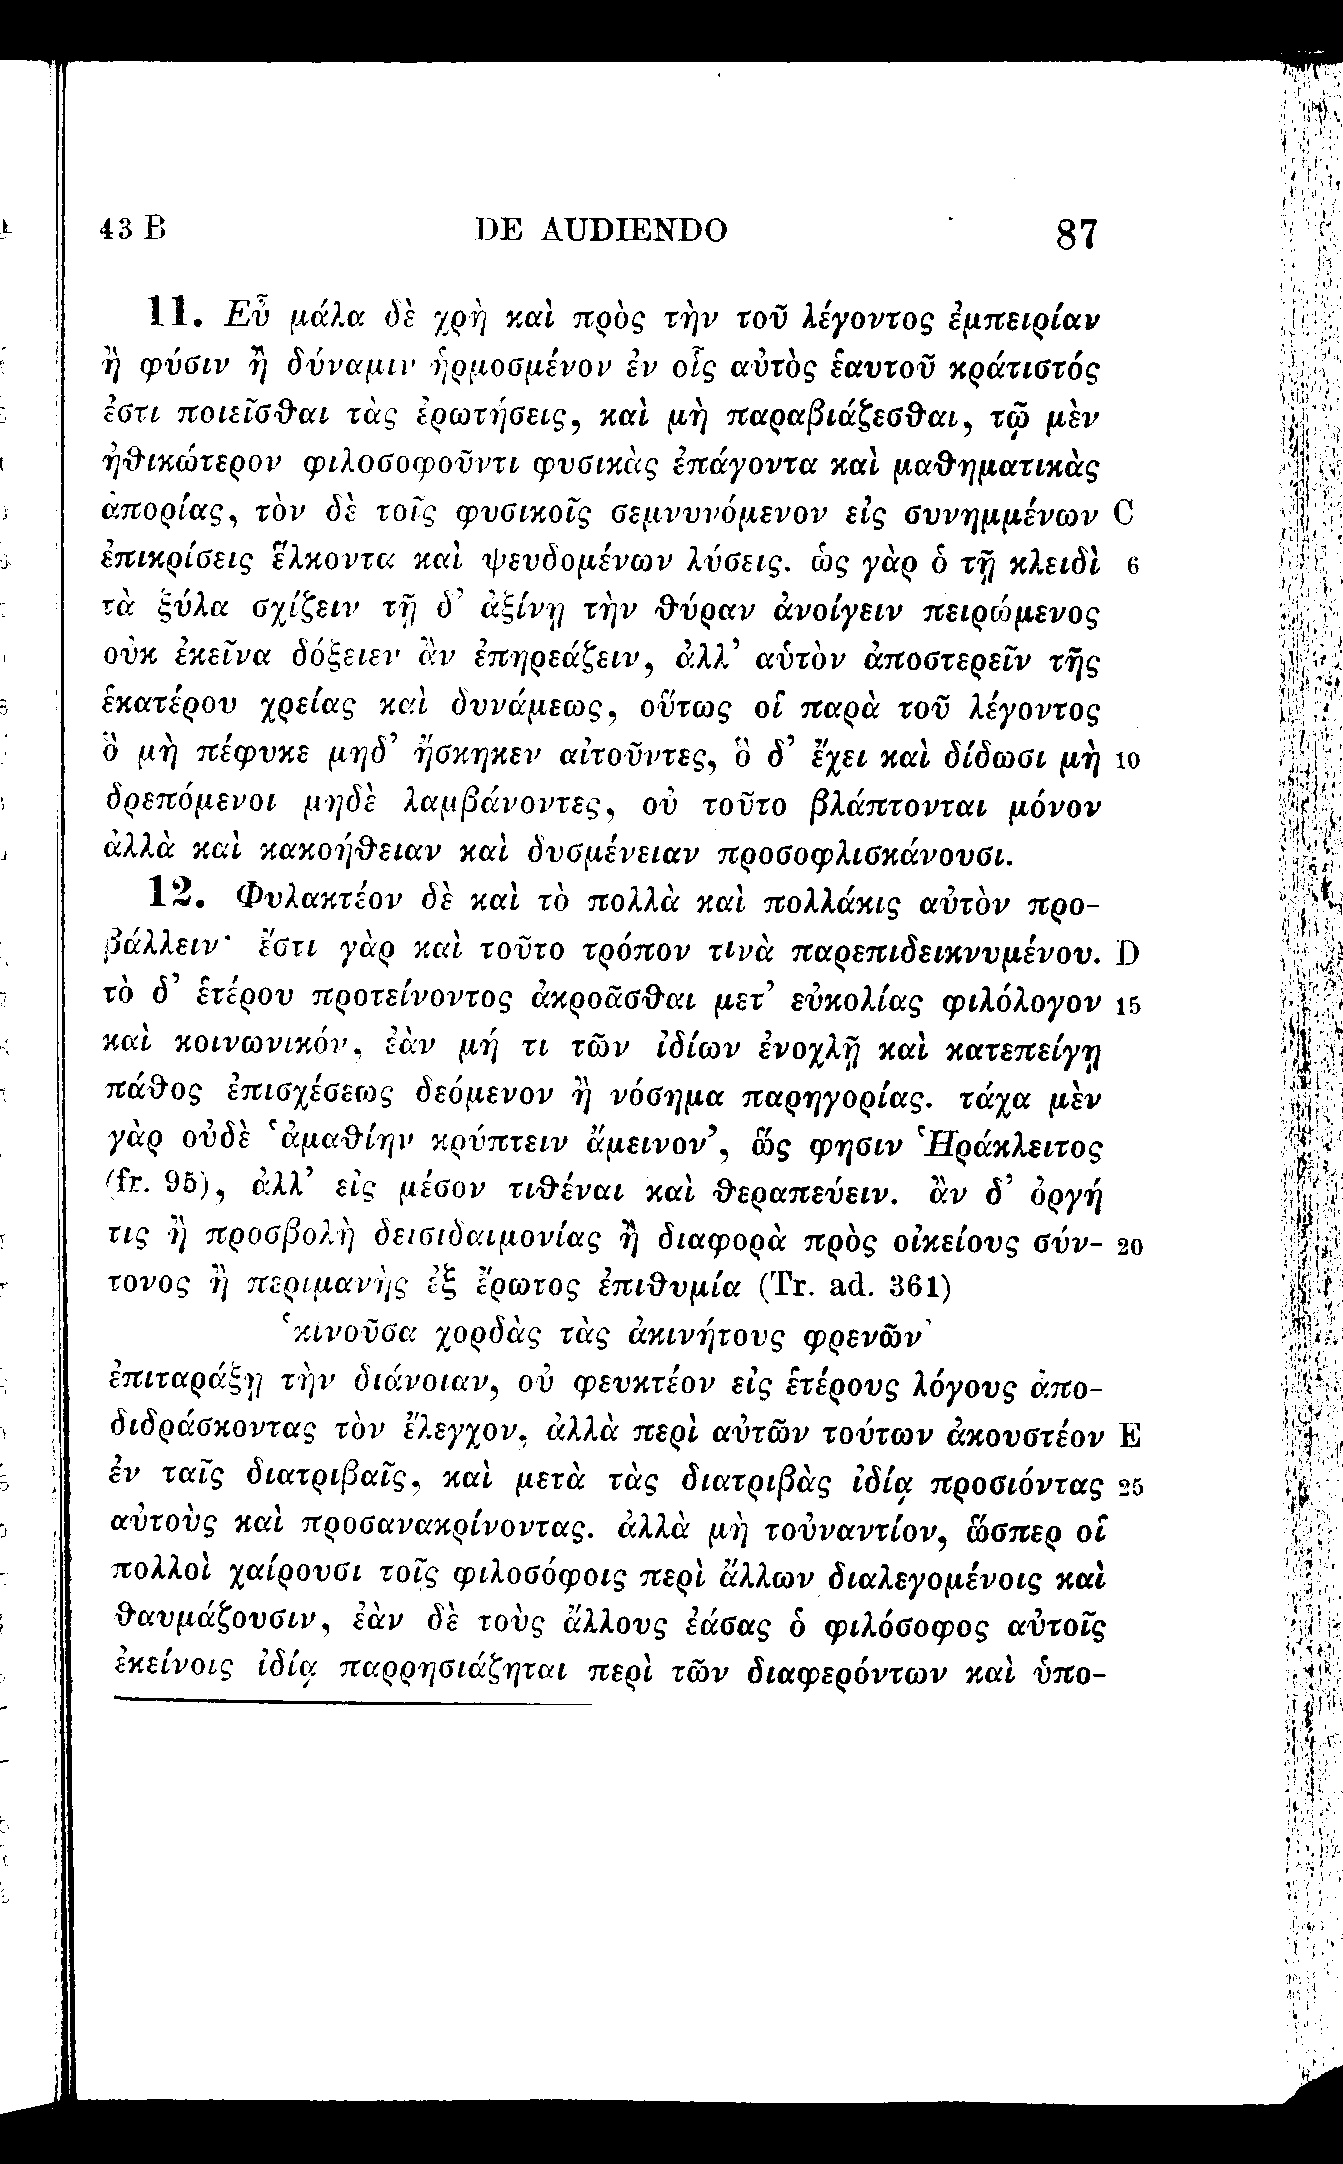 43 B DE AUDIENDO 87
11. Εὖ μάλα δὲ χρὴ καὶ πρὸς τὴν τοῦ λέγοντος ἐμπειρίαν
ἢ φύσιν ἢ δύναμιν ἡρμοσμένον ἐν οἷς αὐτὸς ἑαυτοῦ κράτιστός
ἐστι ποιεῖσθαι τὰς ἐρωτήσεις, καὶ μὴ παραβιάζεσθαι, τῷ μὲν
ἠθικώτερον φιλοσοφοῦντι φυσικὰς ἐπάγοντα καὶ μαθηματικὰς
ἀπορίας, τὸν δὲ τοῖς φυσικοῖς σεμνυνόμενον εἰς συνημμένων C
ἐπικρίσεις ἕλκοντα καὶ ψευδομένων λύσεις. ὡς γὰρ ὁ τῇ κλειδὶ 6
τὰ ξύλα σχίζειν τῇ δ’ ἀξίνῃ τὴν θύραν ἀνοίγειν πειρώμενος
οὐκ ἐκεῖνα δόξειεν ἂν ἐπηρεάζειν, ἀλλ’ αὑτὸν ἀποστερεῖν τῆς
ἑκατέρου χρείας καὶ δυνάμεως, οὕτως οἱ παρὰ τοῦ λέγοντος
ὃ μὴ πέφυκε μηδ’ ἤσκηκεν αἰτοῦντες, ὃ δ’ ἔχει καὶ δίδωσι μὴ 10
δρεπόμενοι μηδὲ λαμβάνοντες, οὐ τοῦτο βλάπτονται μόνον
ἀλλὰ καὶ κακοήθειαν καὶ δυσμένειαν προσοφλισκάνουσι.
12. Φυλακτέον δὲ καὶ τὸ πολλὰ καὶ πολλάκις αὐτὸν προ-
βάλλειν· ἔστι γὰρ καὶ τοῦτο τρόπον τινὰ παρεπιδεικνυμένου. D
τὸ δ’ ἑτέρου προτείνοντος ἀκροᾶσθαι μετ’ εὐκολίας φιλόλογον 15
καὶ κοινωνικόν, ἐὰν μή τι τῶν ἰδίων ἐνοχλῇ καὶ κατεπείγῃ
πάθος ἐπισχέσεως δεόμενον ἢ νόσημα παρηγορίας. τάχα μὲν
γὰρ οὐδὲ ‘ἀμαθίην κρύπτειν ἄμεινον’, ὥς φησιν Ἡράκλειτος
(fr. 95), ἀλλ’ εἰς μέσον τιθέναι καὶ θεραπεύειν. ἂν δ’ ὀργή
τις ἢ προσβολὴ δεισιδαιμονίας ἢ διαφορὰ πρὸς οἰκείους σύν- 20
τονος ἢ περιμανὴς ἐξ ἔρωτος ἐπιθυμία (Tr. ad. 361)
‘κινοῦσα χορδὰς τὰς ἀκινήτους φρενῶν’
ἐπιταράξῃ τὴν διάνοιαν, οὐ φευκτέον εἰς ἑτέρους λόγους ἀπο-
διδράσκοντας τὸν ἔλεγχον, ἀλλὰ περὶ αὐτῶν τούτων ἀκουστέον E
ἐν ταῖς διατριβαῖς, καὶ μετὰ τὰς διατριβὰς ἰδίᾳ προσιόντας 25
αὐτοὺς καὶ προσανακρίνοντας. ἀλλὰ μὴ τοὐναντίον, ὥσπερ οἱ
πολλοὶ χαίρουσι τοῖς φιλοσόφοις περὶ ἄλλων διαλεγομένοις καὶ
θαυμάζουσιν, ἐὰν δὲ τοὺς ἄλλους ἐάσας ὁ φιλόσοφος αὐτοῖς
ἐκείνοις ἰδίᾳ παρρησιάζηται περὶ τῶν διαφερόντων καὶ ὑπο-